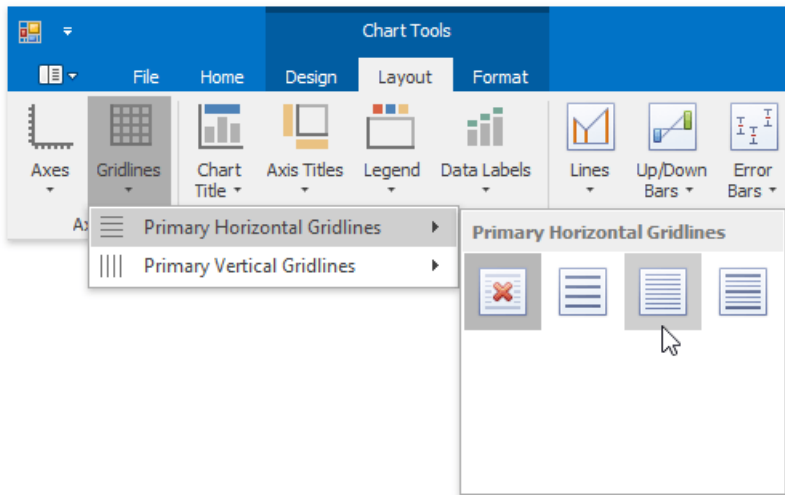 Chart Tools
File Home Design Layout Format
Axes Gridlines Chart Title Axis Titles Legend Data Labels Lines Up/Down Bars Error Bars
Ax
Primary Horizontal Gridlines
Primary Vertical Gridlines
Primary Horizontal Gridlines